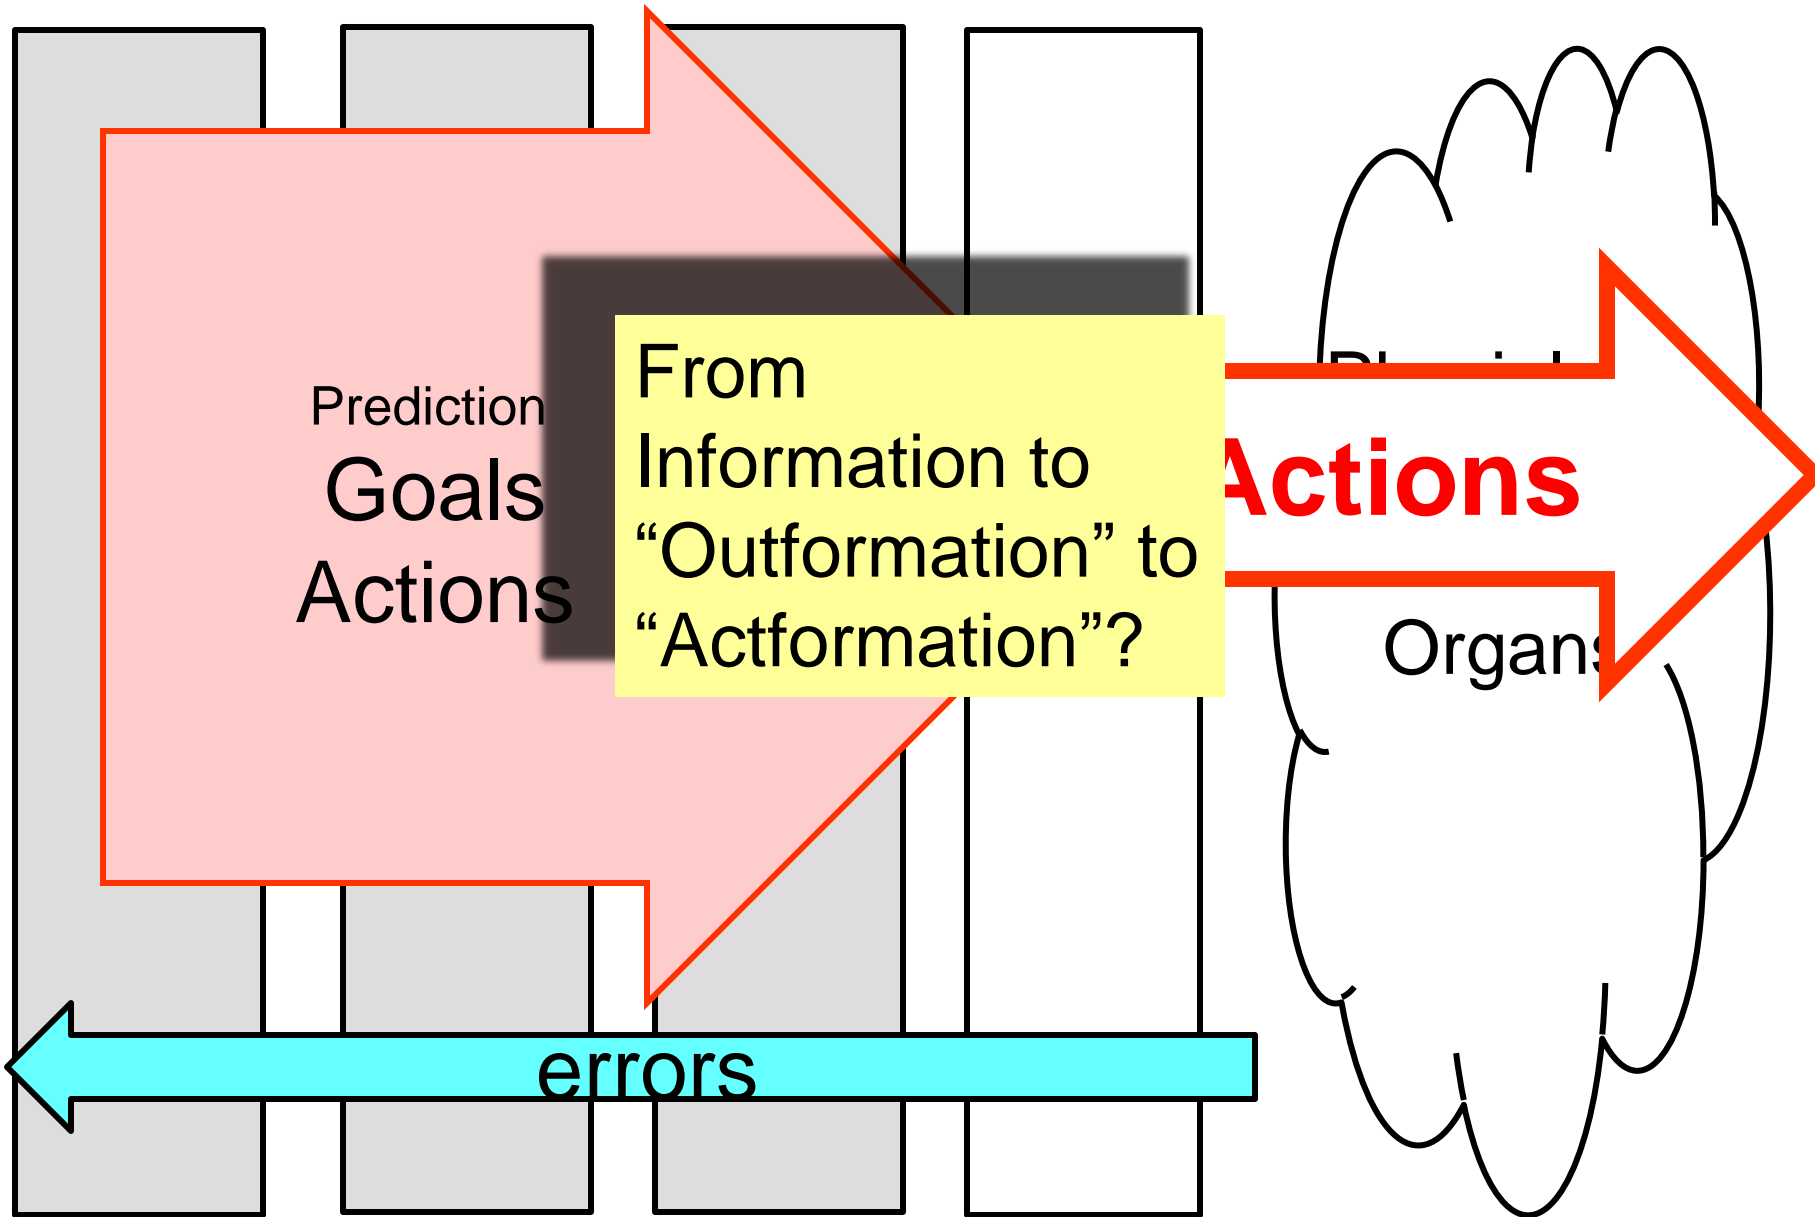 Prediction
Goals
Actions
From
Information to
“Outformation” to
“Actformation”?
Actions
Organs
errors